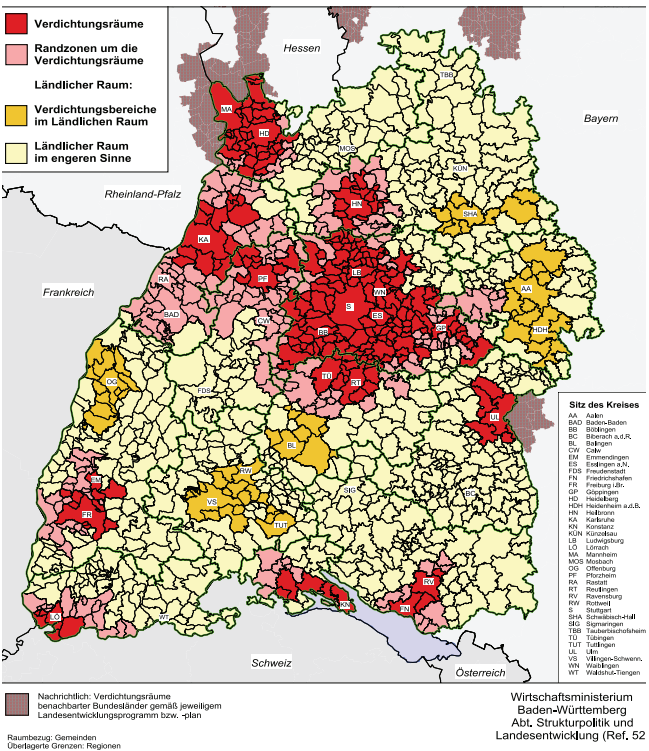 Verdichtungsräume
Randzonen um die
Verdichtungsräume
Ländlicher Raum:
Verdichtungsbereiche
im Ländlichen Raum
Ländlicher Raum
im engeren Sinne
Hessen
Bayern
Rheinland-Pfalz
Frankreich
Schweiz
Österreich
TBB
MA
HD
MOS
KÜN
HN
SHA
KA
RA
PF
LB
WN
AA
BAD
CW
S
ES
GP
HDH
BB
OG
FDS
TÜ
RT
UL
BL
RW
EM
VS
SIG
BC
FR
TUT
RV
KN
FN
LÖ
WT
Sitz des Kreises
AA Aalen
BAD Baden-Baden
BB Böblingen
BC Biberach a.d.R.
BL Balingen
CW Calw
EM Emmendingen
ES Esslingen a.N.
FDS Freudenstadt
FN Friedrichshafen
FR Freiburg i.Br.
GP Göppingen
HD Heidelberg
HDH Heidenheim a.d.B.
HN Heilbronn
KA Karlsruhe
KN Konstanz
KÜN Künzelsau
LB Ludwigsburg
LÖ Lörrach
MA Mannheim
MOS Mosbach
OG Offenburg
PF Pforzheim
RA Rastatt
RT Reutlingen
RV Ravensburg
RW Rottweil
S Stuttgart
SHA Schwäbisch-Hall
SIG Sigmaringen
TBB Tauberbischofsheim
TÜ Tübingen
TUT Tuttlingen
UL Ulm
VS Villingen-Schwenn.
WN Waiblingen
WT Waldshut-Tiengen
Nachrichtlich: Verdichtungsräume
benachbarter Bundesländer gemäß jeweiligem
Landesentwicklungsprogramm bzw. -plan
Raumbezug: Gemeinden
Überlagerte Grenzen: Regionen
Wirtschaftsministerium
Baden-Württemberg
Abt. Strukturpolitik und
Landesentwicklung (Ref. 52